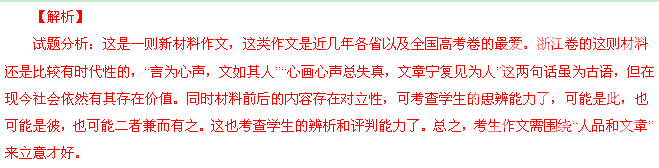 【解析】
试题分析：这是一则新材料作文，这类作文是近几年各省以及全国高考卷的最爱。浙江卷的这则材料
还是比较有时代性的，“言为心声，文如其人”“心画心声总失真，文章宁复见为人”这两句话虽为古语，但在
现今社会依然有其存在价值。同时材料前后的内容存在对立性，可考查学生的思辨能力了，可能是此，也
可能是彼，也可能二者兼而有之。这也考查学生的辨析和评判能力了。总之，考生作文需围绕“人品和文章”
来立意才好。